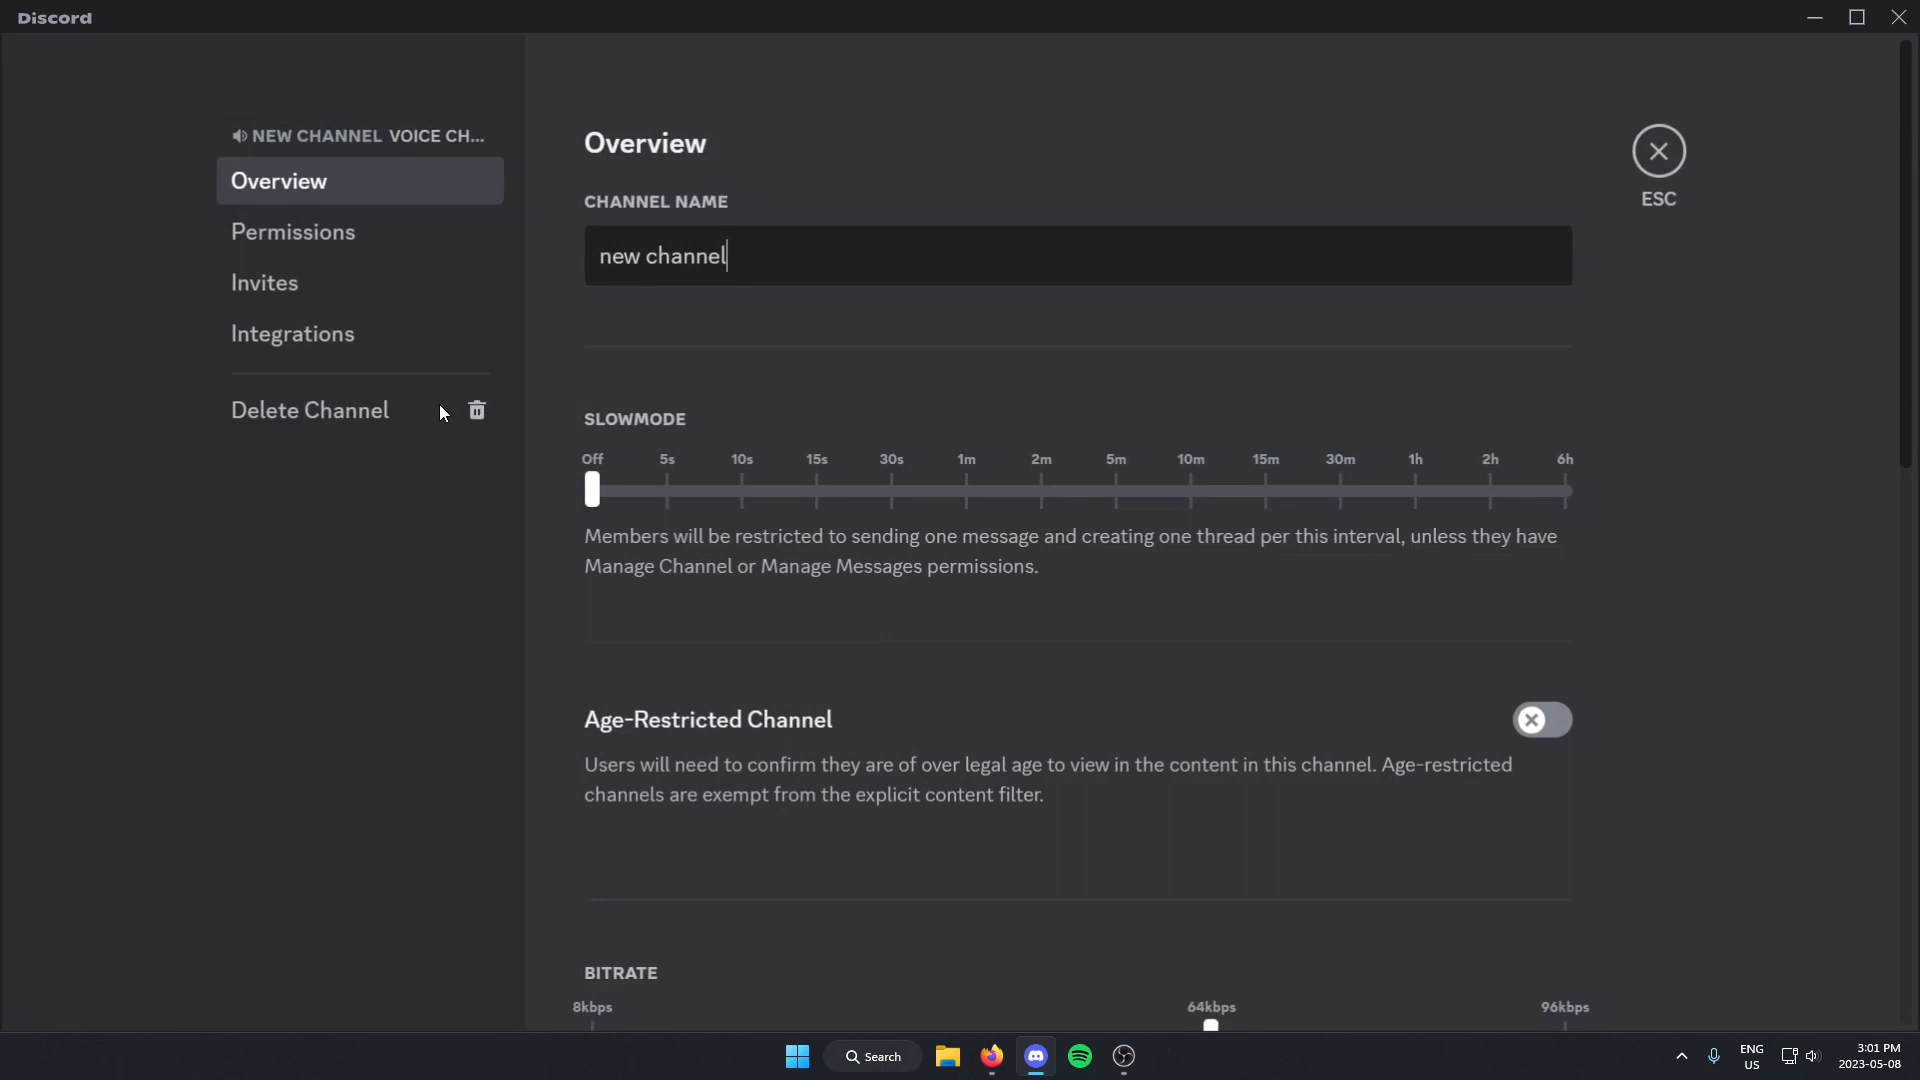 Discord
NEW CHANNEL VOICE CH...
Overview
Permissions
Invites
Integrations
Delete Channel
Overview
CHANNEL NAME
new channel
ESC
SLOWMODE
Off 5s 10s 15s 30s 1m 2m 5m 10m 15m 30m 1h 2h 6h
Members will be restricted to sending one message and creating one thread per this interval, unless they have
Manage Channel or Manage Messages permissions.
Age-Restricted Channel
Users will need to confirm they are of over legal age to view in the content in this channel. Age-restricted
channels are exempt from the explicit content filter.
BITRATE
8kbps 64kbps 96kbps
Search
ENG
US
3:01 PM
2023-05-08